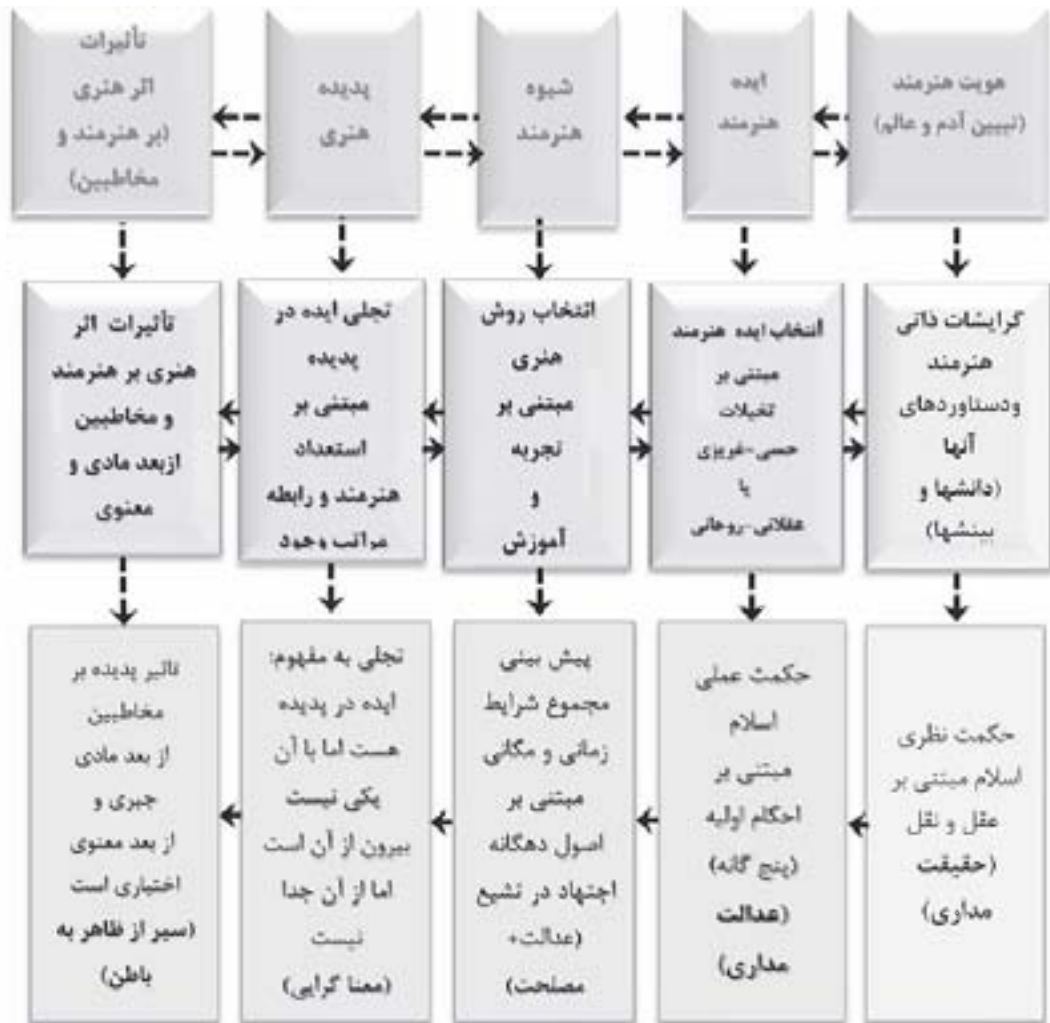 هویت هنرمند
(تبیین آدم و عالم)
ایده
هنرمند
شیوه
هنرمند
پدیده
هنری
تأثیرات
اثر هنری
(بر هنرمند و
مخاطبین)
گرایشات ذاتی
هنرمند
ودستاوردهای
آنها
(دانشها و
بینشها)
انتخاب ایده هنرمند
مبتنی بر
تخیلات
حسی-غریزی
یا
عقلانی-روحانی
انتخاب روش
هنری
مبتنی بر
تجربه
و
آموزش
تجلی ایده در
پدیده
مبتنی بر
استعداد
هنرمند و رابطه
مراتب وجود
تأثیرات اثر
هنری بر هنرمند
و مخاطبین
ازبعد مادی و
معنوی
حکمت نظری
اسلام مبتنی بر
عقل و نقل
(حقیقت
مداری)
حکمت عملی
اسلام
مبتنی بر
احکام اولیه
(پنج گانه)
(عدالت
مداری)
پیش بینی
مجموع شرایط
زمانی و مکانی
مبتنی بر
اصول دهگانه
اجتهاد در تشیع
(عدالت+
مصلحت)
تجلی به مفهوم:
ایده در پدیده
هست اما با آن
یکی نیست
بیرون از آن است
اما از آن جدا
نیست
(معنا گرایی)
تاثیر پدیده بر
مخاطبین
از بعد مادی
جبری و
از بعد معنوی
اختیاری است
(سیر از ظاهر به
باطن)